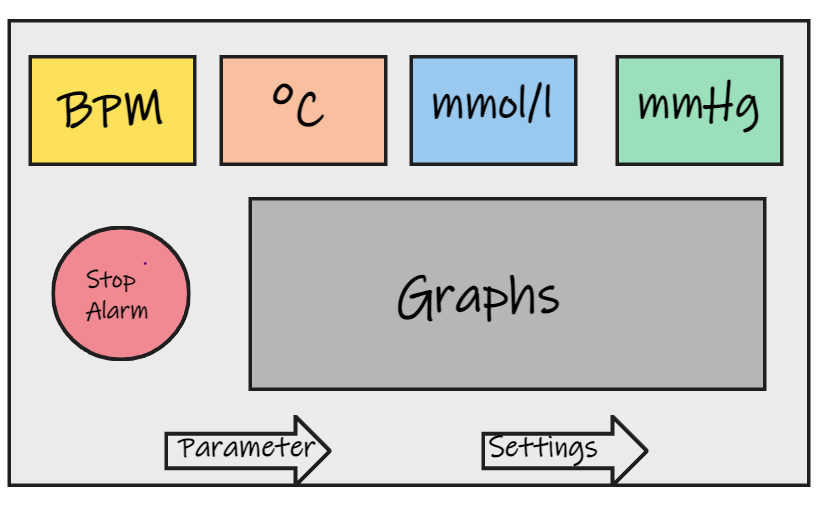 BPM
°C
mmol/l
mmHg
Stop
Alarm
Graphs
Parameter
Settings